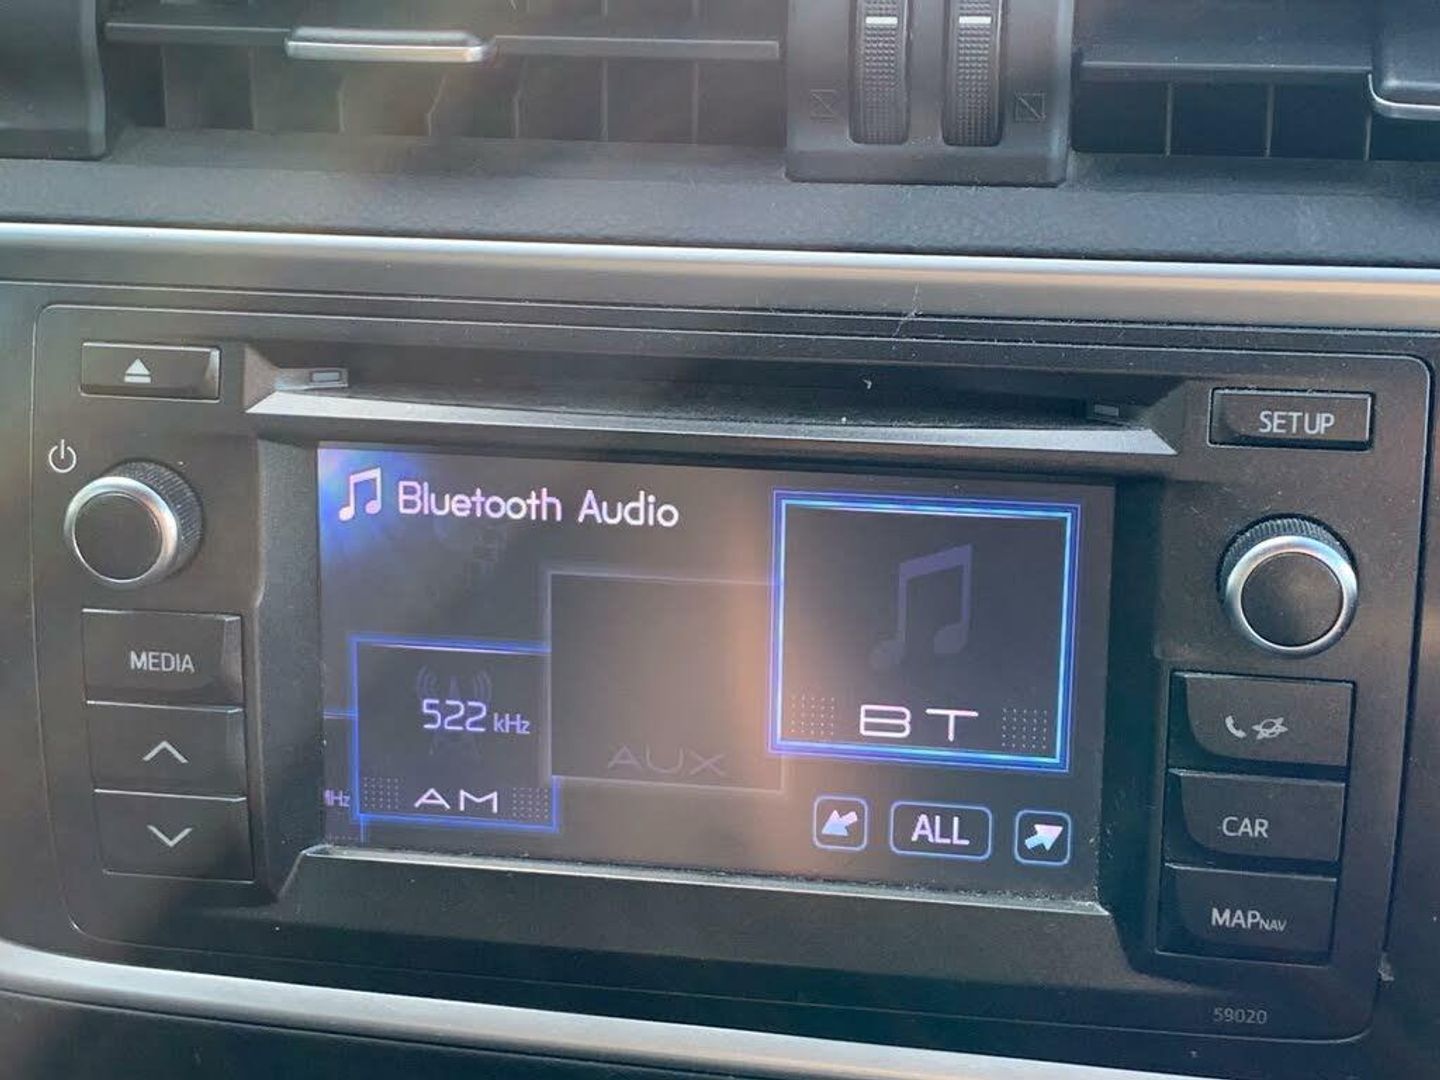 SETUP
Bluetooth Audio
MEDIA
522 kHz
AM
AUX
BT
MHz
ALL
CAR
MAPNAV
59020